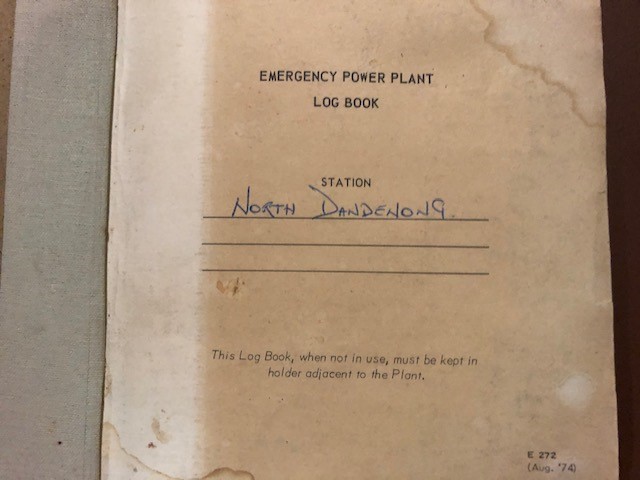 EMERGENCY POWER PLANT
LOG BOOK
STATION
NORTH DANDENONG.
This Log Book, when not in use, must be kept in
holder adjacent to the Plant.
E 272
(Aug. '74)